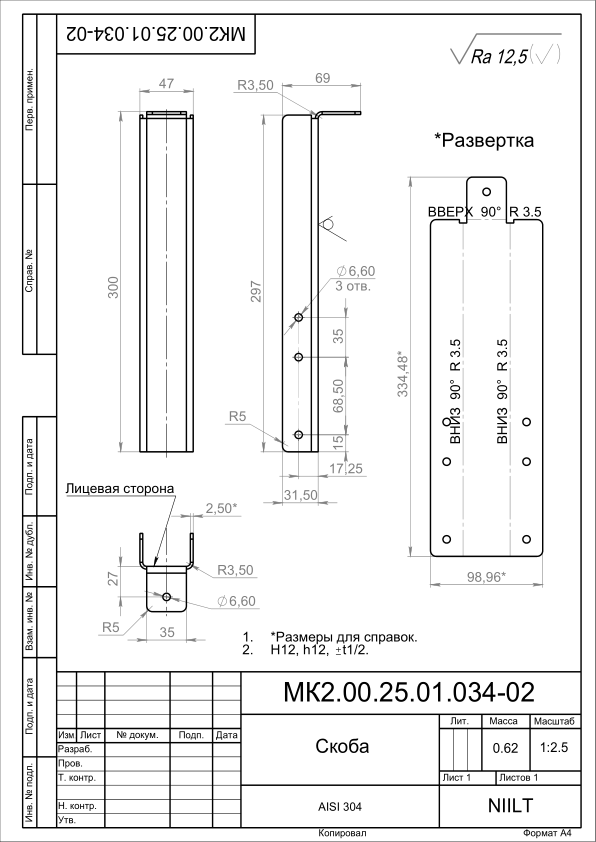 МК2.00.25.01.034-02
Ra 12,5(√)
Перв. примен.
Справ. №
47
69
R3,50
*Развертка
ВВЕРХ 90° R 3.5
300
297
∅6,60
3 отв.
35
334,48*
ВНИЗ 90° R 3.5
ВНИЗ 90° R 3.5
68,50
R5
15
17,25
31,50
Лицевая сторона
2,50*
98,96*
R3,50
27
∅6,60
R5
35
1. *Размеры для справок.
2. H12, h12, ±t1/2.
Подп. и дата
Инв. № дубл.
Взам. инв. №
Подп. и дата
Инв. № подл.
МК2.00.25.01.034-02
Изм Лист № докум. Подп. Дата
Разраб.
Пров.
Т. контр.
Н. контр.
Утв.
Скоба
Лит. Масса Масштаб
0.62 1:2.5
Лист 1 Листов 1
AISI 304
NIILT
Копировал Формат А4